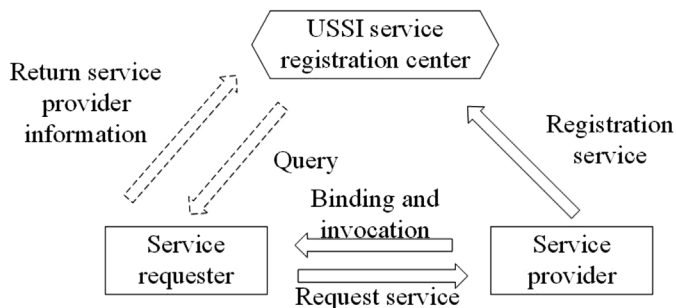 USSI service
registration center
Return service
provider
information
Registration
service
Query
Binding and
invocation
Service
requester
Service
provider
Request service